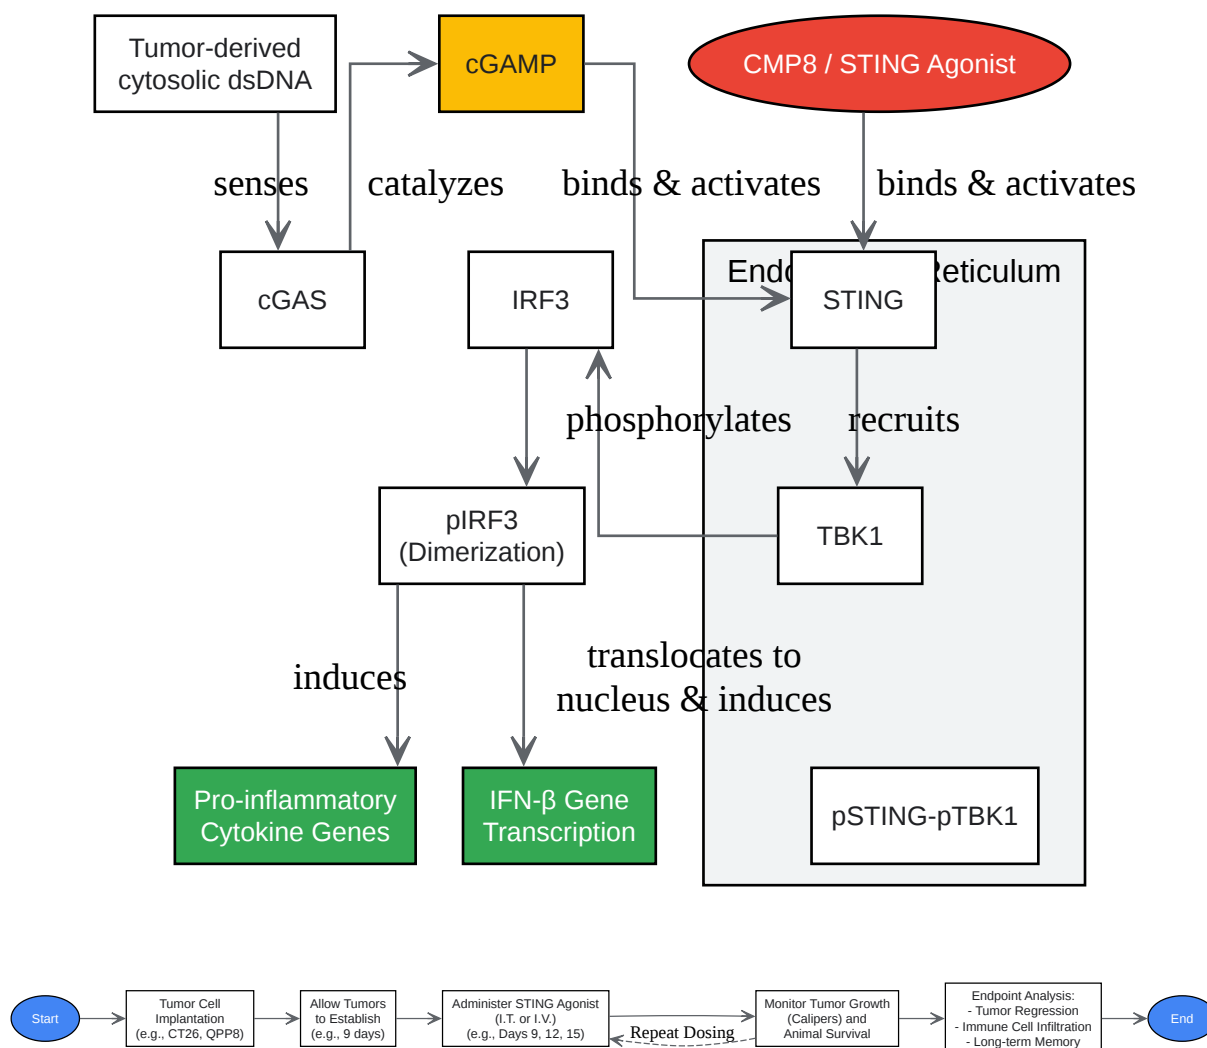 Tumor-derived
cytosolic dsDNA
cGAMP
CMP8 / STING Agonist
senses
catalyzes
binds & activates
binds & activates
Reticulum
cGAS
IRF3
STING
phosphorylates
recruits
pIRF3
(Dimerization)
TBK1
induces
translocates to
nucleus & induces
Pro-inflammatory
Cytokine Genes
IFN-β Gene
Transcription
pSTING-pTBK1
Start
Tumor Cell
Implantation
(e.g., CT26, QPP8)
Allow Tumors
to Establish
(e.g., 9 days)
Administer STING Agonist
(I.T. or I.V.)
(e.g., Days 9, 12, 15)
Repeat Dosing
Monitor Tumor Growth
(Calipers) and
Animal Survival
Endpoint Analysis:
- Tumor Regression
- Immune Cell Infiltration
- Long-term Memory
End